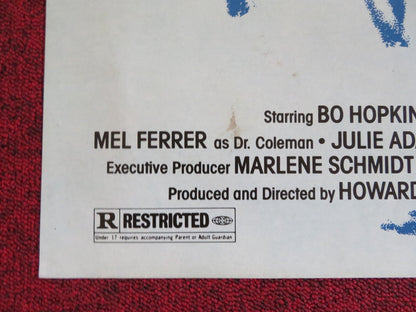 Starring BO HOPKIN
MEL FERRER as Dr. Coleman • JULIE ADA
Executive Producer MARLENE SCHMIDT
Produced and Directed by HOWARD
R RESTRICTED
Under 17 requires accompanying Parent or Adult Guardian